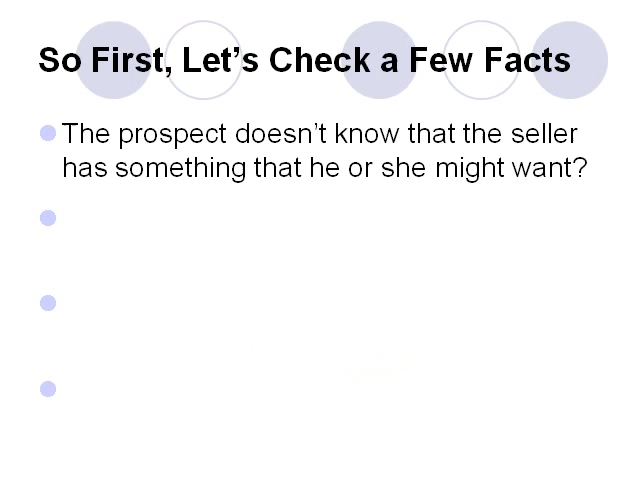 So First, Let’s Check a Few Facts
The prospect doesn’t know that the seller
has something that he or she might want?